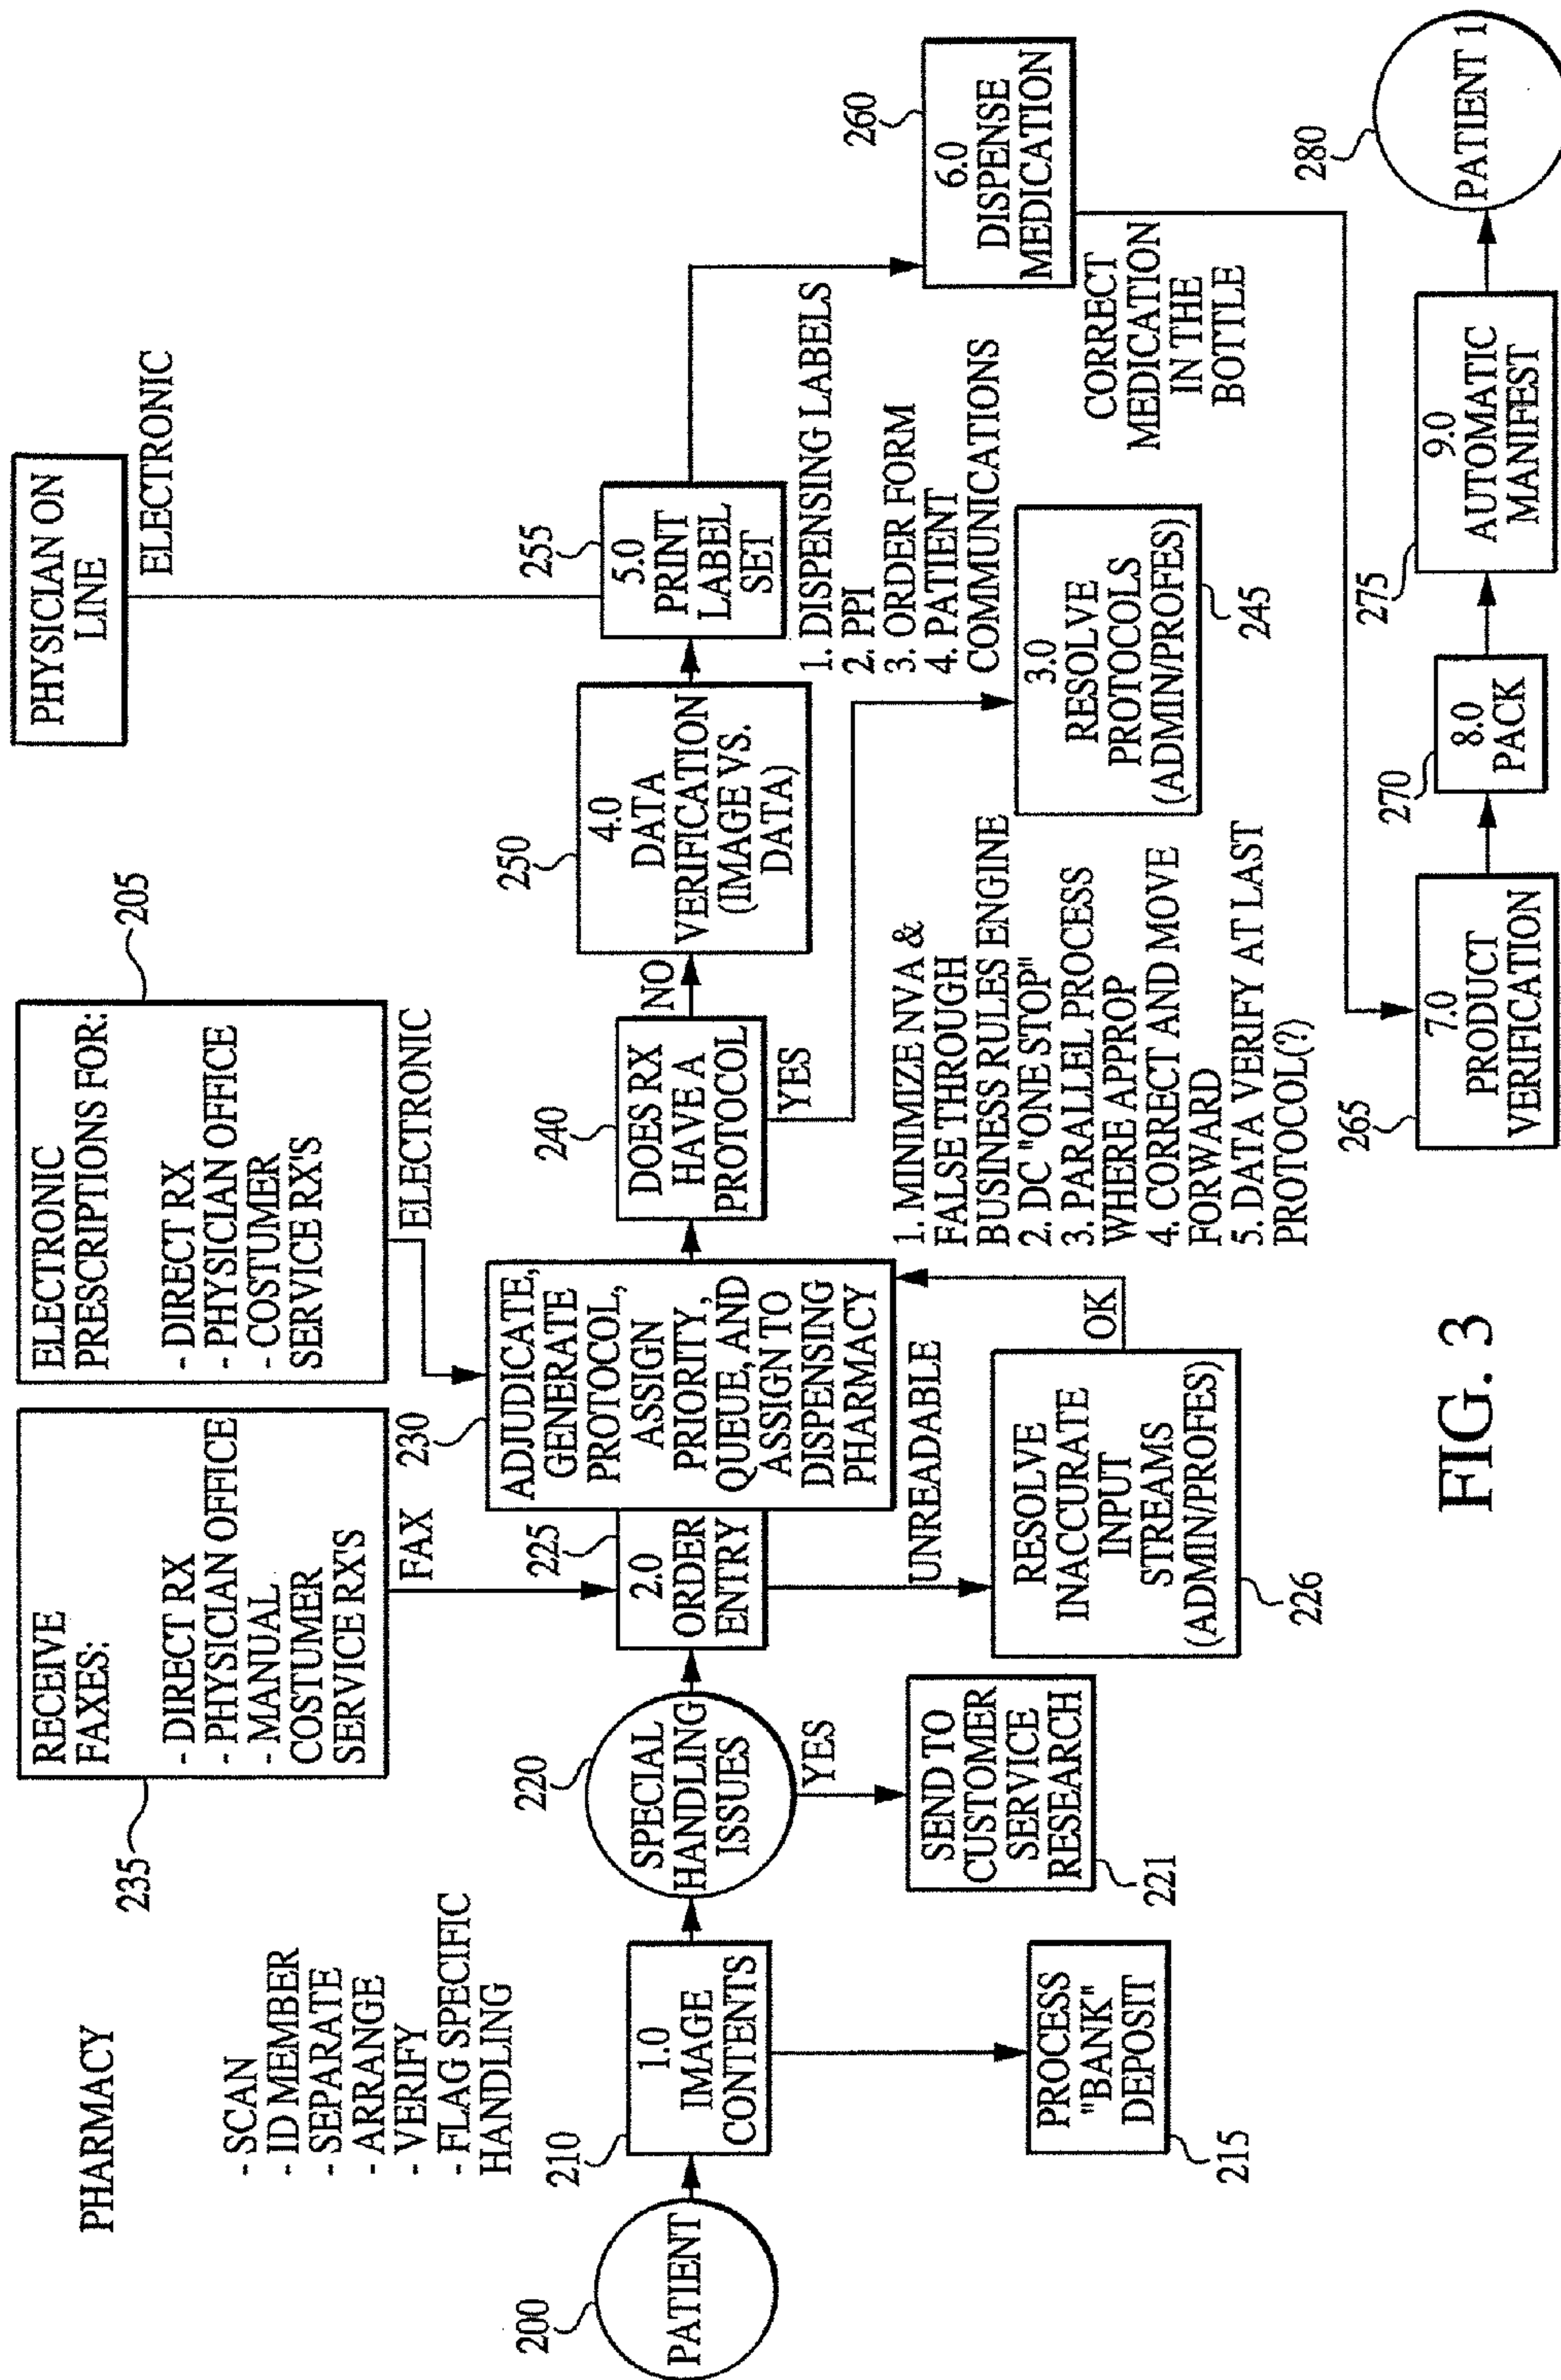 PHARMACY
- SCAN
- ID MEMBER
- SEPARATE
- ARRANGE
- VERIFY
- FLAG SPECIFIC
HANDLING
235
RECEIVE
FAXES:
- DIRECT RX
- PHYSICIAN OFFICE
- MANUAL
COSTUMER
SERVICE RX'S
FAX
205
ELECTRONIC
PRESCRIPTIONS FOR:
- DIRECT RX
- PHYSICIAN OFFICE
- COSTUMER
SERVICE RX'S
ELECTRONIC
PHYSICIAN ON
LINE
ELECTRONIC
200
PATIENT
210
1.0
IMAGE
CONTENTS
PROCESS
"BANK"
DEPOSIT
215
220
SPECIAL
HANDLING
ISSUES
YES
SEND TO
CUSTOMER
SERVICE
RESEARCH
221
225
2.0
ORDER
ENTRY
UNREADABLE
RESOLVE
INACCURATE
INPUT
STREAMS
(ADMIN/PROFES)
226
OK
230
ADJUDICATE,
GENERATE
PROTOCOL,
ASSIGN
PRIORITY,
QUEUE, AND
ASSIGN TO
DISPENSING
PHARMACY
240
DOES RX
HAVE A
PROTOCOL
NO
YES
1. MINIMIZE NVA &
FALSE THROUGH
BUSINESS RULES ENGINE
2. DC "ONE STOP"
3. PARALLEL PROCESS
WHERE APPROP
4. CORRECT AND MOVE
FORWARD
5. DATA VERIFY AT LAST
PROTOCOL(?)
3.0
RESOLVE
PROTOCOLS
(ADMIN/PROFES)
245
250
4.0
DATA
VERIFICATION
(IMAGE VS.
DATA)
255
5.0
PRINT
LABEL
SET
1. DISPENSING LABELS
2. PPI
3. ORDER FORM
4. PATIENT
COMMUNICATIONS
260
6.0
DISPENSE
MEDICATION
CORRECT
MEDICATION
IN THE
BOTTLE
265
7.0
PRODUCT
VERIFICATION
270
8.0
PACK
275
9.0
AUTOMATIC
MANIFEST
280
PATIENT 1
FIG. 3